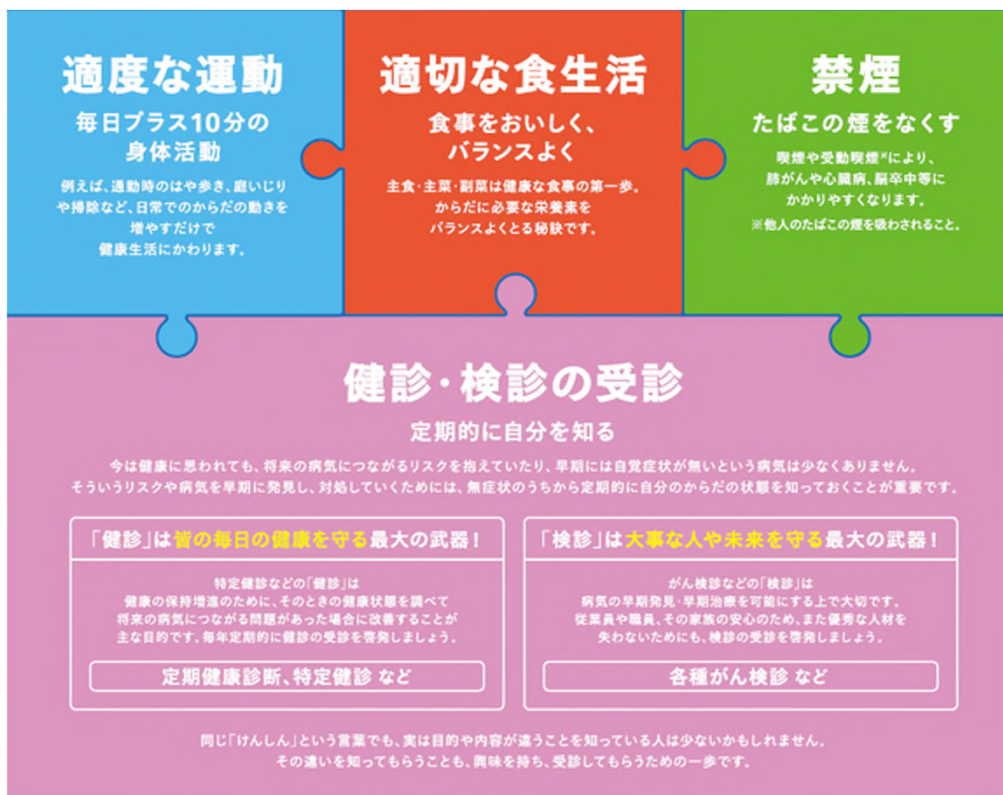 適度な運動
毎日プラス10分の
身体活動
例えば、通勤時のはや歩き、庭いじり
や掃除など、日常でのからだの動きを
増やすだけで
健康生活にかわります。
適切な食生活
食事をおいしく、
バランスよく
主食・主菜・副菜は健康な食事の第一歩。
からだに必要な栄養素を
バランスよくとる秘訣です。
禁煙
たばこの煙をなくす
喫煙や受動喫煙※により、
肺がんや心臓病、脳卒中等に
かかりやすくなります。
※他人のたばこの煙を吸わされること。
健診・検診の受診
定期的に自分を知る
今は健康に思われても、将来の病気につながるリスクを抱えていたり、早期には自覚症状が無いという病気は少なくありません。
そういうリスクや病気を早期に発見し、対処していくためには、無症状のうちから定期的に自分のからだの状態を知っておくことが重要です。
「健診」は皆の毎日の健康を守る最大の武器！
特定健診などの「健診」は
健康の保持増進のために、そのときの健康状態を調べて
将来の病気につながる問題があった場合に改善することが
主な目的です。毎年定期的に健診の受診を啓発しましょう。
定期健康診断、特定健診 など
「検診」は大事な人や未来を守る最大の武器！
がん検診などの「検診」は
病気の早期発見・早期治療を可能にする上で大切です。
従業員や職員、その家族の安心のため、また優秀な人材を
失わないためにも、検診の受診を啓発しましょう。
各種がん検診 など
同じ「けんしん」という言葉でも、実は目的や内容が違うことを知っている人は少ないかもしれません。
その違いを知ってもらうことも、興味を持ち、受診してもらうための一歩です。